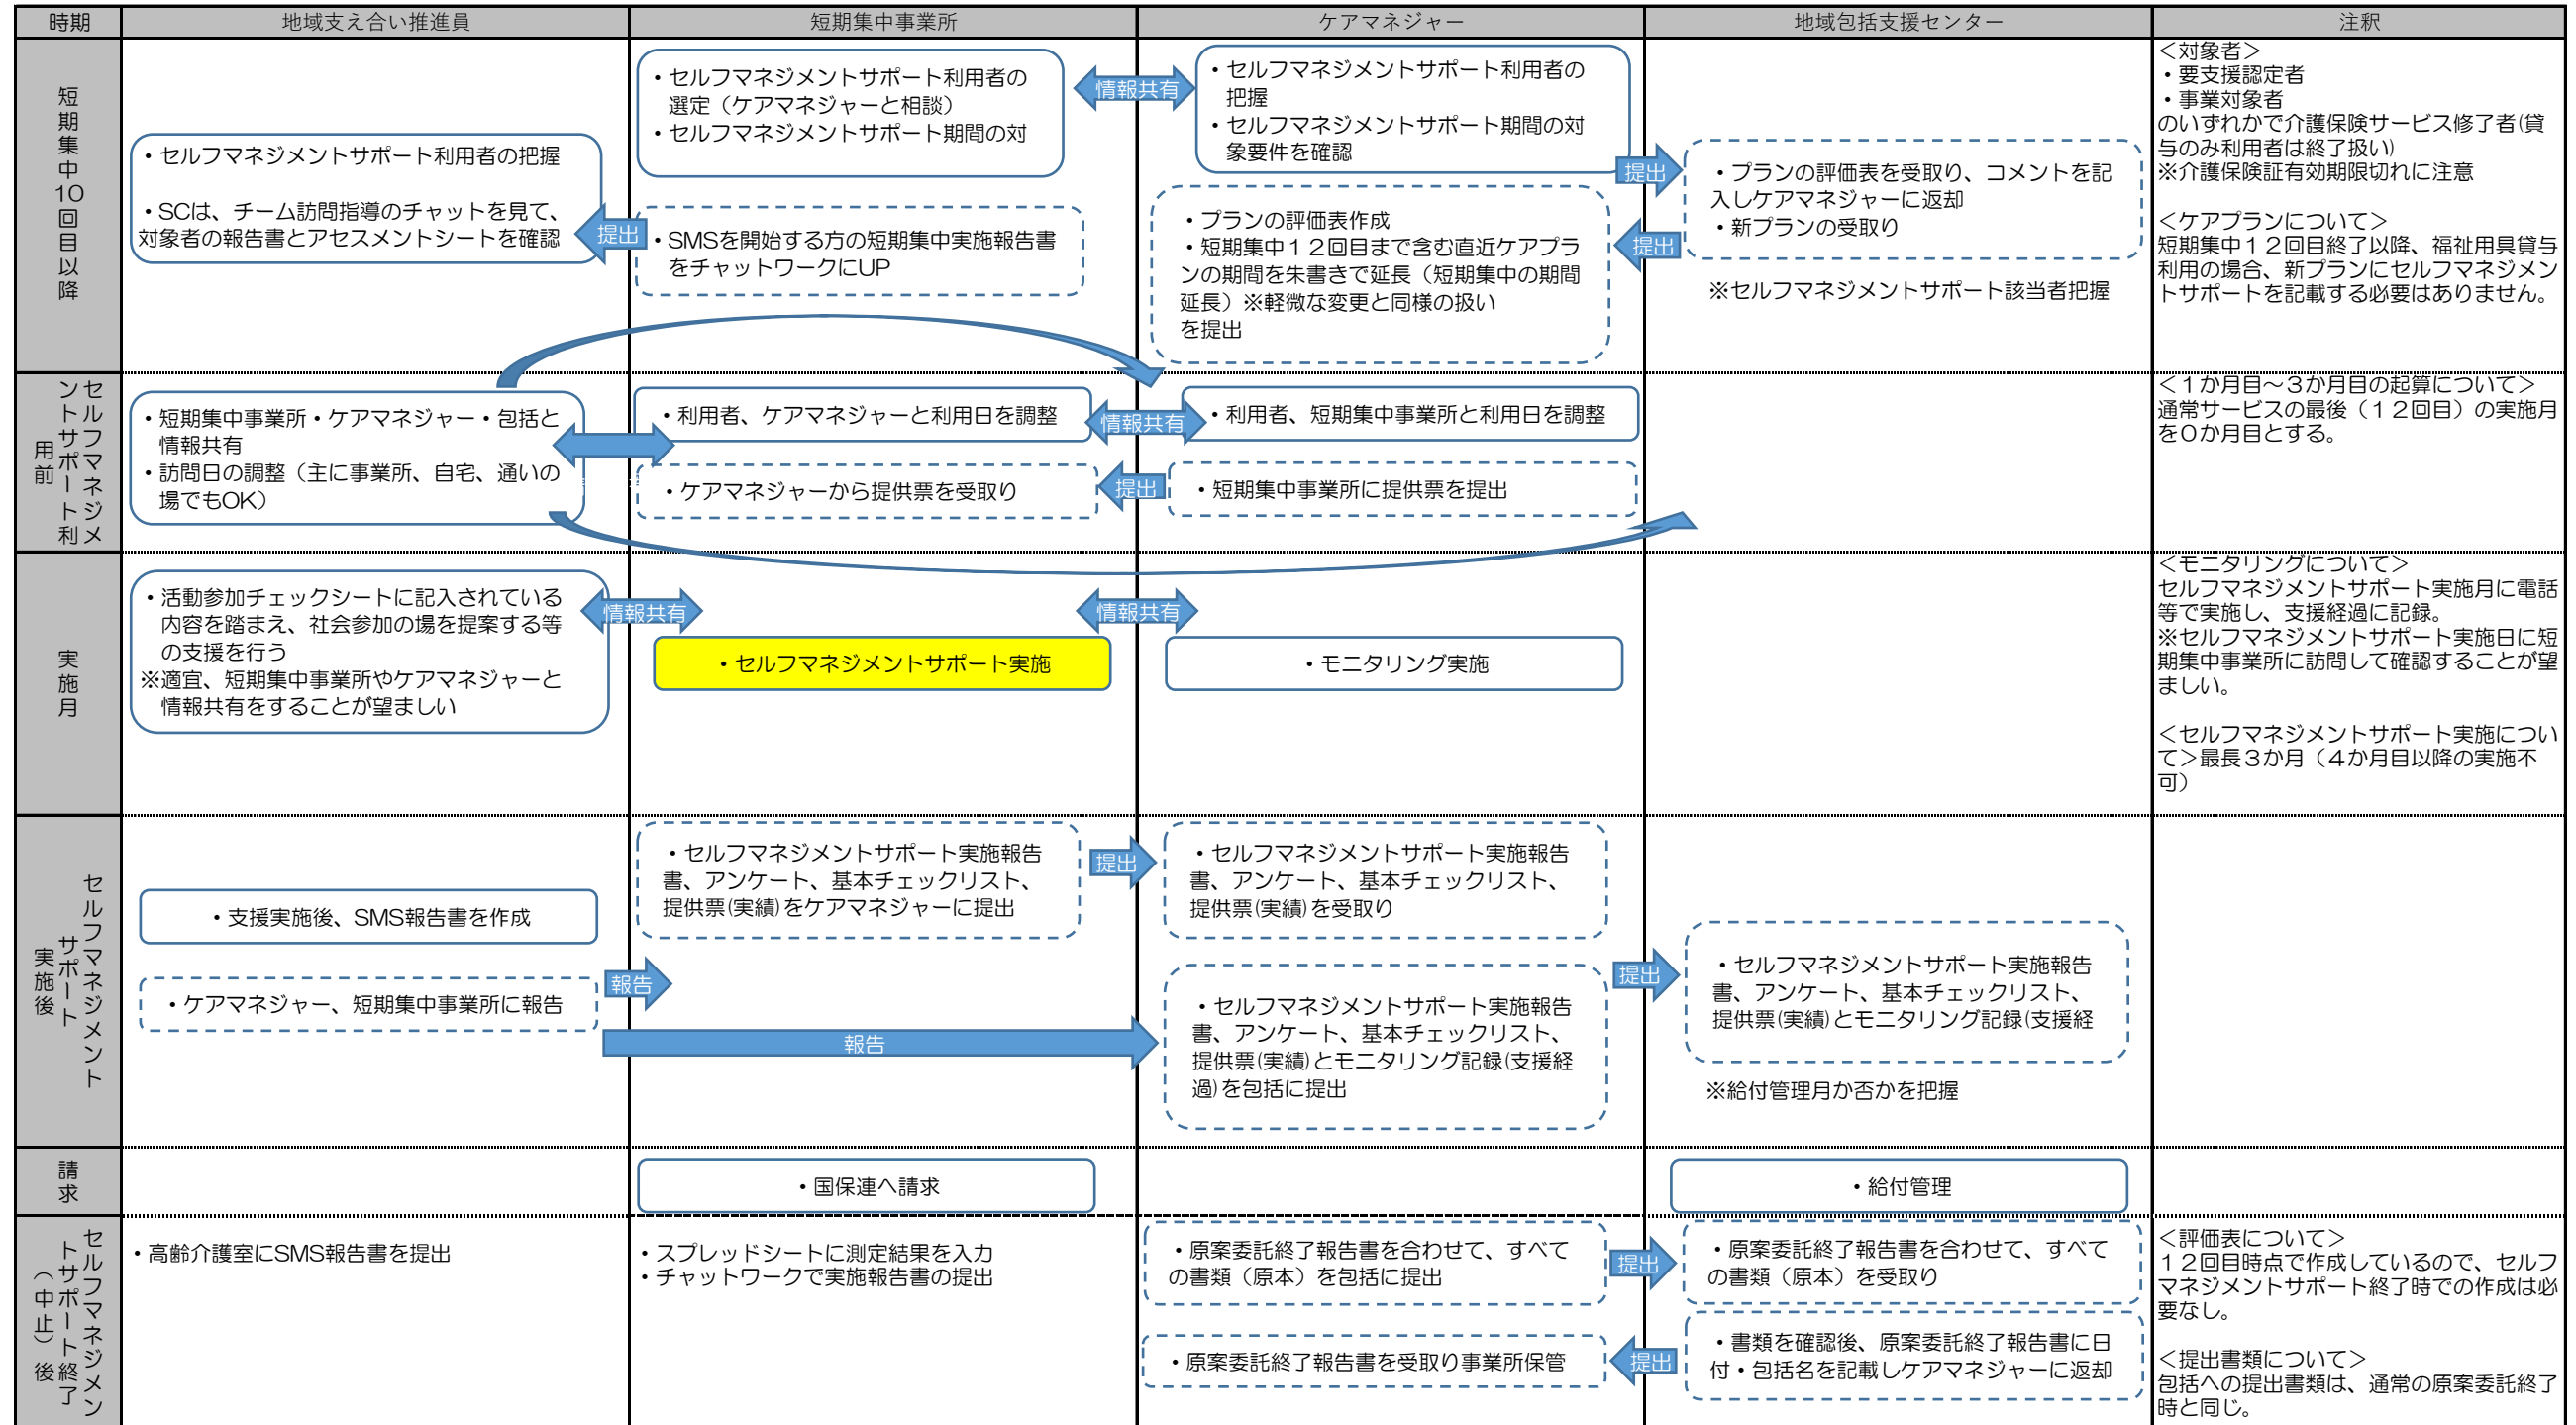 時期
地域支え合い推進員
短期集中事業所
ケアマネジャー
地域包括支援センター
注釈
短期集中10回目以降
・セルフマネジメントサポート利用者の把握
・SCは、チーム訪問指導のチャットを見て、
対象者の報告書とアセスメントシートを確認
・セルフマネジメントサポート利用者の
選定（ケアマネジャーと相談）
・セルフマネジメントサポート期間の対
提出
・SMSを開始する方の短期集中実施報告書
をチャットワークにUP
情報共有
・セルフマネジメントサポート利用者の
把握
・セルフマネジメントサポート期間の対
象要件を確認
・プランの評価表作成
・短期集中１２回目まで含む直近ケアプラ
ンの期間を朱書きで延長（短期集中の期間
延長）※軽微な変更と同様の扱い
を提出
提出
提出
・プランの評価表を受取り、コメントを記
入しケアマネジャーに返却
・新プランの受取り
※セルフマネジメントサポート該当者把握
＜対象者＞
・要支援認定者
・事業対象者
のいずれかで介護保険サービス修了者(貸
与のみ利用者は終了扱い)
※介護保険証有効期限切れに注意
＜ケアプランについて＞
短期集中１２回目終了以降、福祉用具貸与
利用の場合、新プランにセルフマネジメン
トサポートを記載する必要はありません。
セルフマネジメ
ントサポート利
用前
・短期集中事業所・ケアマネジャー・包括と
情報共有
・訪問日の調整（主に事業所、自宅、通いの
場でもOK）
・利用者、ケアマネジャーと利用日を調整
・ケアマネジャーから提供票を受取り
情報共有
提出
・利用者、短期集中事業所と利用日を調整
・短期集中事業所に提供票を提出
＜１か月目～３か月目の起算について＞
通常サービスの最後（１２回目）の実施月
を０か月目とする。
実施月
・活動参加チェックシートに記入されている
内容を踏まえ、社会参加の場を提案する等
の支援を行う
※適宜、短期集中事業所やケアマネジャーと
情報共有をすることが望ましい
情報共有
・セルフマネジメントサポート実施
情報共有
・モニタリング実施
＜モニタリングについて＞
セルフマネジメントサポート実施月に電話
等で実施し、支援経過に記録。
※セルフマネジメントサポート実施日に短
期集中事業所に訪問して確認することが望
ましい。
＜セルフマネジメントサポート実施につい
て＞最長３か月（４か月目以降の実施不
可）
セルフマネジメント
サポート
実施後
・支援実施後、SMS報告書を作成
・ケアマネジャー、短期集中事業所に報告
報告
報告
・セルフマネジメントサポート実施報告
書、アンケート、基本チェックリスト、
提供票(実績)をケアマネジャーに提出
提出
・セルフマネジメントサポート実施報告
書、アンケート、基本チェックリスト、
提供票(実績)を受取り
・セルフマネジメントサポート実施報告
書、アンケート、基本チェックリスト、
提供票(実績)とモニタリング記録(支援経
過)を包括に提出
提出
・セルフマネジメントサポート実施報告
書、アンケート、基本チェックリスト、
提供票(実績)とモニタリング記録(支援経
※給付管理月か否かを把握
請求
・国保連へ請求
・給付管理
セルフマネジメン
トサポート終了
（中止）後
・高齢介護室にSMS報告書を提出
・スプレッドシートに測定結果を入力
・チャットワークで実施報告書の提出
・原案委託終了報告書を合わせて、すべて
の書類（原本）を包括に提出
・原案委託終了報告書を受取り事業所保管
提出
提出
・原案委託終了報告書を合わせて、すべて
の書類（原本）を受取り
・書類を確認後、原案委託終了報告書に日
付・包括名を記載しケアマネジャーに返却
＜評価表について＞
１２回目時点で作成しているので、セルフ
マネジメントサポート終了時での作成は必
要なし。
＜提出書類について＞
包括への提出書類は、通常の原案委託終了
時と同じ。